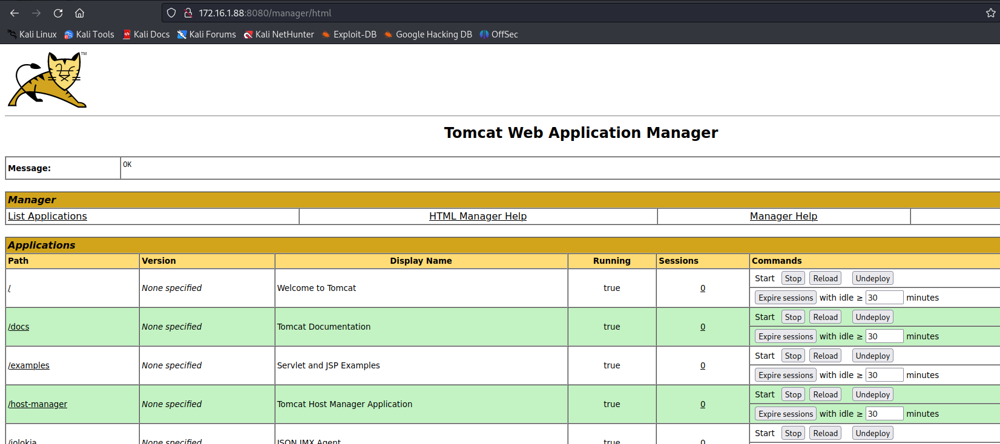 172.16.1.88:8080/manager/html
Kali Linux Kali Tools Kali Docs Kali Forums Kali NetHunter Exploit-DB Google Hacking DB OffSec
TM
Tomcat Web Application Manager
Message: OK
Manager
List Applications HTML Manager Help Manager Help
Applications
Path Version Display Name Running Sessions Commands
/ None specified Welcome to Tomcat true 0 Start Stop Reload Undeploy
Expire sessions with idle ≥ 30 minutes
/docs None specified Tomcat Documentation true 0 Start Stop Reload Undeploy
Expire sessions with idle ≥ 30 minutes
/examples None specified Servlet and JSP Examples true 0 Start Stop Reload Undeploy
Expire sessions with idle ≥ 30 minutes
/host-manager None specified Tomcat Host Manager Application true 0 Start Stop Reload Undeploy
Expire sessions with idle ≥ 30 minutes
/jolokia None specified JSON JMX Agent true 0 Start Stop Reload Undeploy